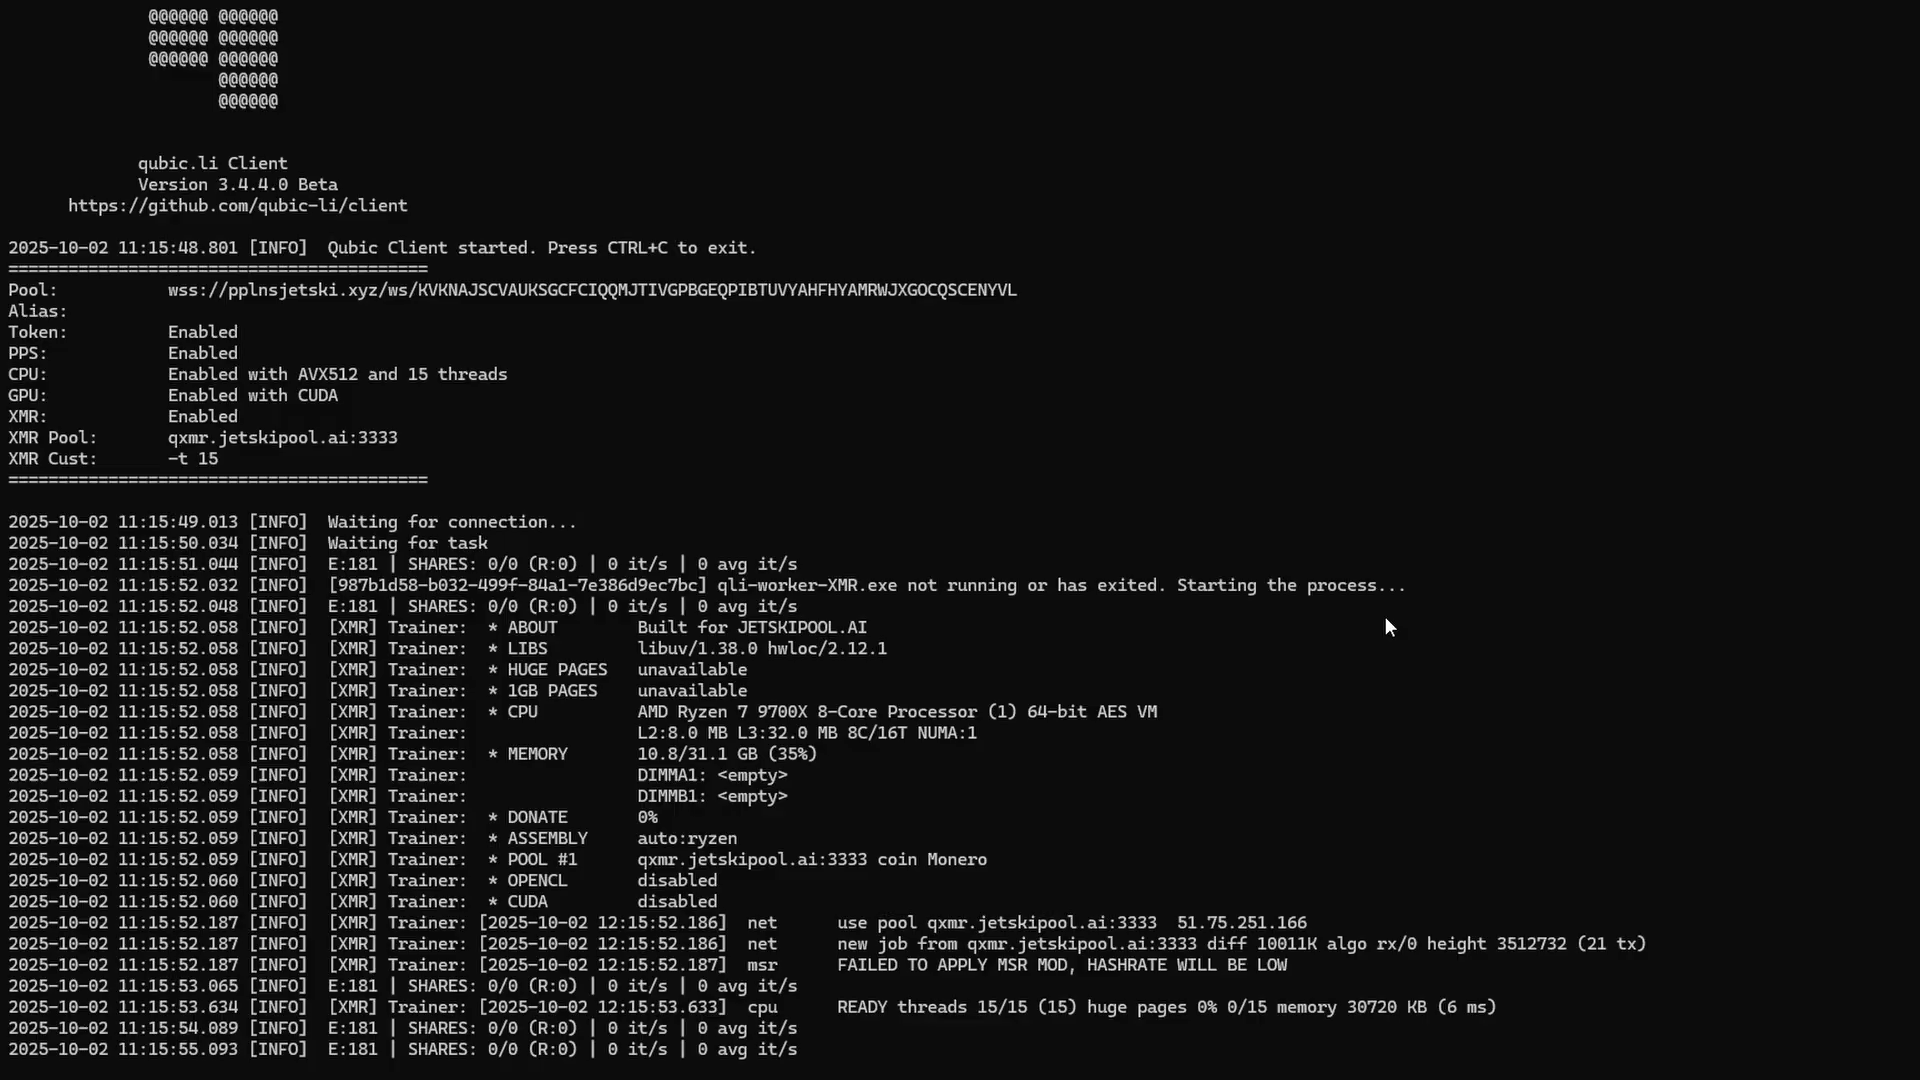 @@@@@@ @@@@@@
@@@@@@ @@@@@@
@@@@@@ @@@@@@
@@@@@@
@@@@@@
qubic.li Client
Version 3.4.4.0 Beta
https://github.com/qubic-li/client
2025-10-02 11:15:48.801 [INFO]  Qubic Client started. Press CTRL+C to exit.
==========================================
Pool:           wss://pplnsjetski.xyz/ws/KVKNAJSCVAUKSGCFCIQQMJTIVGPBGEQPIBTUVYAHFHYAMRWJXGOCQSCENYVL
Alias:
Token:          Enabled
PPS:            Enabled
CPU:            Enabled with AVX512 and 15 threads
GPU:            Enabled with CUDA
XMR:            Enabled
XMR Pool:       qxmr.jetskipool.ai:3333
XMR Cust:       -t 15
==========================================
2025-10-02 11:15:49.013 [INFO]  Waiting for connection...
2025-10-02 11:15:50.034 [INFO]  Waiting for task
2025-10-02 11:15:51.044 [INFO]  E:181 | SHARES: 0/0 (R:0) | 0 it/s | 0 avg it/s
2025-10-02 11:15:52.032 [INFO]  [987b1d58-b032-499f-84a1-7e386d9ec7bc] qli-worker-XMR.exe not running or has exited. Starting the process...
2025-10-02 11:15:52.048 [INFO]  E:181 | SHARES: 0/0 (R:0) | 0 it/s | 0 avg it/s
2025-10-02 11:15:52.058 [INFO]  [XMR] Trainer:  * ABOUT        Built for JETSKIPOOL.AI
2025-10-02 11:15:52.058 [INFO]  [XMR] Trainer:  * LIBS         libuv/1.38.0 hwloc/2.12.1
2025-10-02 11:15:52.058 [INFO]  [XMR] Trainer:  * HUGE PAGES   unavailable
2025-10-02 11:15:52.058 [INFO]  [XMR] Trainer:  * 1GB PAGES    unavailable
2025-10-02 11:15:52.058 [INFO]  [XMR] Trainer:  * CPU          AMD Ryzen 7 9700X 8-Core Processor (1) 64-bit AES VM
2025-10-02 11:15:52.058 [INFO]  [XMR] Trainer:                 L2:8.0 MB L3:32.0 MB 8C/16T NUMA:1
2025-10-02 11:15:52.058 [INFO]  [XMR] Trainer:  * MEMORY       10.8/31.1 GB (35%)
2025-10-02 11:15:52.059 [INFO]  [XMR] Trainer:                 DIMMA1: <empty>
2025-10-02 11:15:52.059 [INFO]  [XMR] Trainer:                 DIMMB1: <empty>
2025-10-02 11:15:52.059 [INFO]  [XMR] Trainer:  * DONATE       0%
2025-10-02 11:15:52.059 [INFO]  [XMR] Trainer:  * ASSEMBLY     auto:ryzen
2025-10-02 11:15:52.059 [INFO]  [XMR] Trainer:  * POOL #1      qxmr.jetskipool.ai:3333 coin Monero
2025-10-02 11:15:52.060 [INFO]  [XMR] Trainer:  * OPENCL       disabled
2025-10-02 11:15:52.060 [INFO]  [XMR] Trainer:  * CUDA         disabled
2025-10-02 11:15:52.187 [INFO]  [XMR] Trainer: [2025-10-02 12:15:52.186]  net      use pool qxmr.jetskipool.ai:3333  51.75.251.166
2025-10-02 11:15:52.187 [INFO]  [XMR] Trainer: [2025-10-02 12:15:52.186]  net      new job from qxmr.jetskipool.ai:3333 diff 10011K algo rx/0 height 3512732 (21 tx)
2025-10-02 11:15:52.187 [INFO]  [XMR] Trainer: [2025-10-02 12:15:52.187]  msr      FAILED TO APPLY MSR MOD, HASHRATE WILL BE LOW
2025-10-02 11:15:53.065 [INFO]  E:181 | SHARES: 0/0 (R:0) | 0 it/s | 0 avg it/s
2025-10-02 11:15:53.634 [INFO]  [XMR] Trainer: [2025-10-02 12:15:53.633]  cpu      READY threads 15/15 (15) huge pages 0% 0/15 memory 30720 KB (6 ms)
2025-10-02 11:15:54.089 [INFO]  E:181 | SHARES: 0/0 (R:0) | 0 it/s | 0 avg it/s
2025-10-02 11:15:55.093 [INFO]  E:181 | SHARES: 0/0 (R:0) | 0 it/s | 0 avg it/s